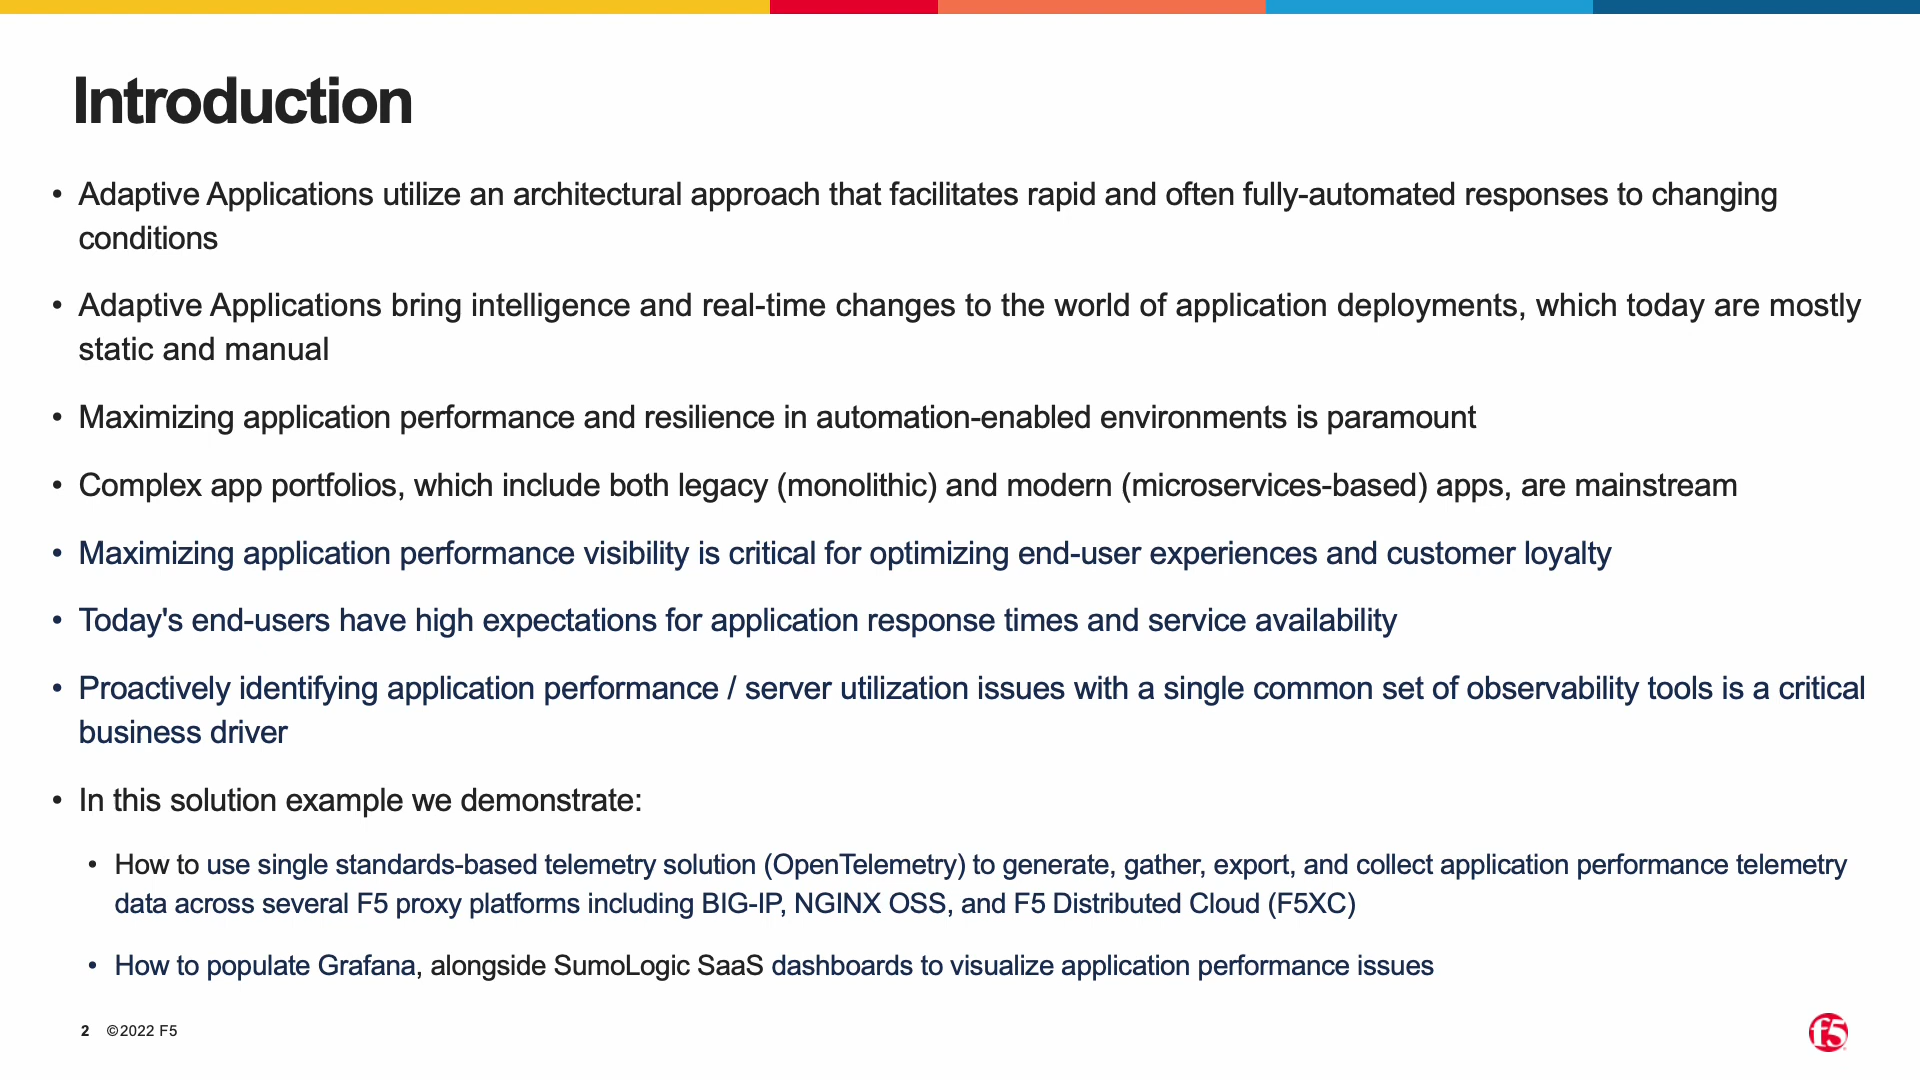 Introduction
• Adaptive Applications utilize an architectural approach that facilitates rapid and often fully-automated responses to changing
conditions
• Adaptive Applications bring intelligence and real-time changes to the world of application deployments, which today are mostly
static and manual
• Maximizing application performance and resilience in automation-enabled environments is paramount
• Complex app portfolios, which include both legacy (monolithic) and modern (microservices-based) apps, are mainstream
• Maximizing application performance visibility is critical for optimizing end-user experiences and customer loyalty
• Today's end-users have high expectations for application response times and service availability
• Proactively identifying application performance / server utilization issues with a single common set of observability tools is a critical
business driver
• In this solution example we demonstrate:
• How to use single standards-based telemetry solution (OpenTelemetry) to generate, gather, export, and collect application performance telemetry
data across several F5 proxy platforms including BIG-IP, NGINX OSS, and F5 Distributed Cloud (F5XC)
• How to populate Grafana, alongside SumoLogic SaaS dashboards to visualize application performance issues
2 ©2022 F5
f5